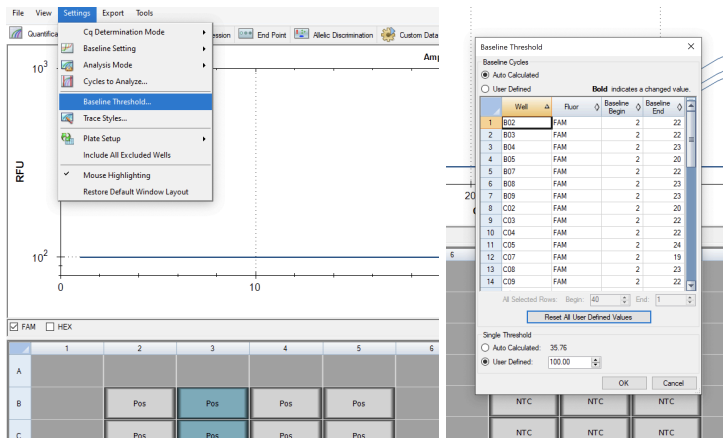 File View Settings Export Tools
Quantifica
Cq Determination Mode
Baseline Setting
Analysis Mode
Cycles to Analyze...
Baseline Threshold...
Trace Styles...
Plate Setup
Include All Excluded Wells
Mouse Highlighting
Restore Default Window Layout
ession End Point Allelic Discrimination Custom Data
Amp
10³
RFU
10²
0 10
FAM HEX
1 2 3 4 5 6
A
B Pos Pos Pos Pos
C Pos Pos Pos Pos
Baseline Threshold
Baseline Cycles
Auto Calculated
User Defined Bold indicates a changed value.
Well Fluor Baseline Begin Baseline End
1 B02 FAM 2 22
2 B03 FAM 2 22
3 B04 FAM 2 23
4 B05 FAM 2 20
5 B07 FAM 2 22
6 B08 FAM 2 23
7 B09 FAM 2 23
8 C02 FAM 2 20
9 C03 FAM 2 22
10 C04 FAM 2 22
11 C05 FAM 2 24
12 C07 FAM 2 19
13 C08 FAM 2 23
14 C09 FAM 2 22
All Selected Rows: Begin: 40 End: 1
Reset All User Defined Values
Single Threshold
Auto Calculated: 35.76
User Defined: 100.00
OK Cancel
20
6
NTC NTC NTC
NTC NTC NTC